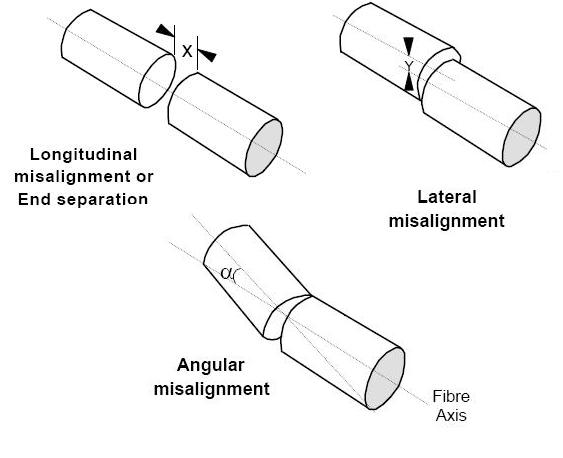 X
Longitudinal
misalignment or
End separation
Y
Lateral
misalignment
α
Angular
misalignment
Fibre
Axis